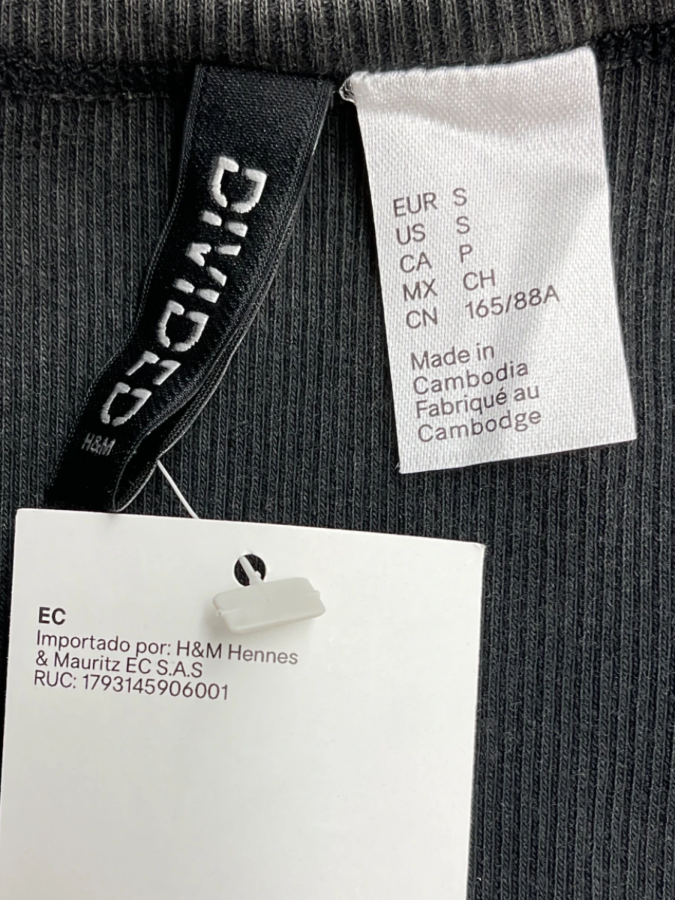 DIVIDED
H&M
EUR S
US S
CA P
MX CH
CN 165/88A
Made in
Cambodia
Fabriqué au
Cambodge
EC
Importado por: H&M Hennes
& Mauritz EC S.A.S
RUC: 1793145906001